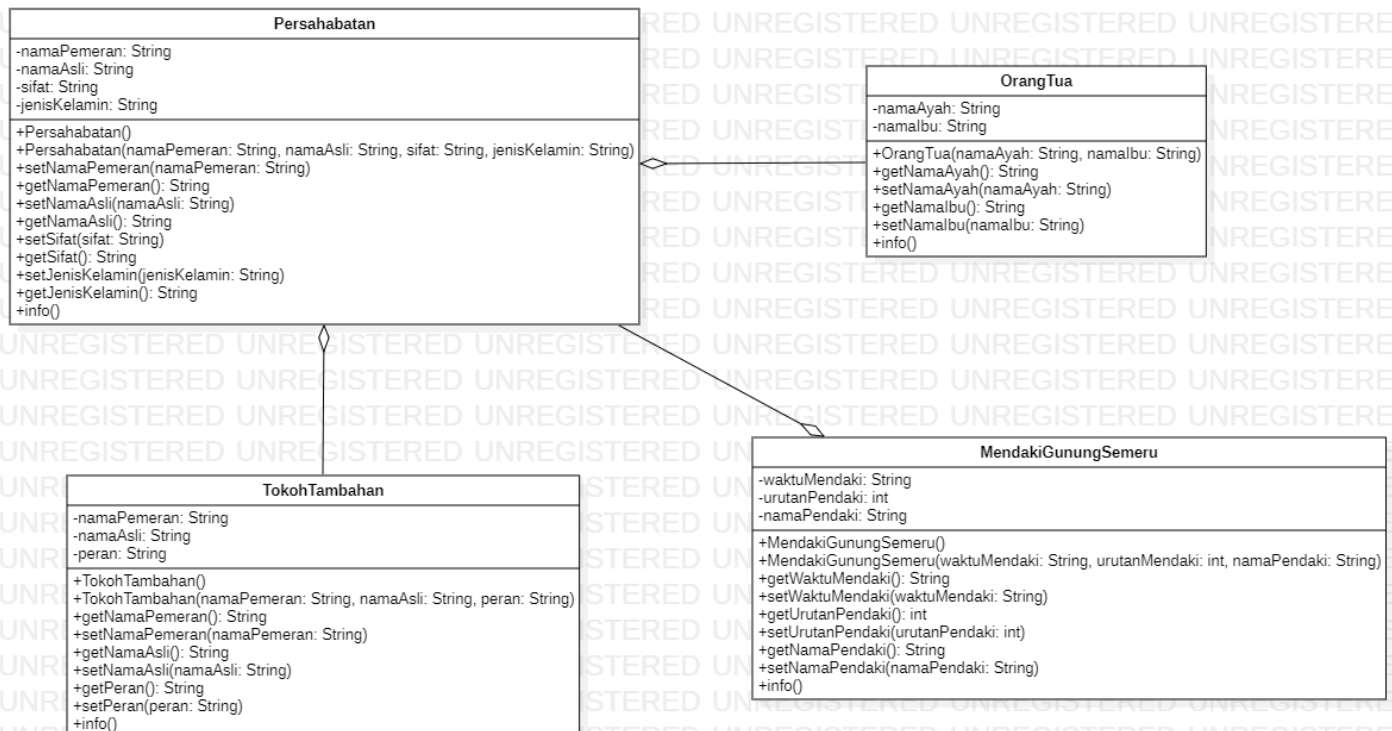 Persahabatan
-namaPemeran: String
-namaAsli: String
-sifat: String
-jenisKelamin: String
+Persahabatan()
+Persahabatan(namaPemeran: String, namaAsli: String, sifat: String, jenisKelamin: String)
+setNamaPemeran(namaPemeran: String)
+getNamaPemeran(): String
+setNamaAsli(namaAsli: String)
+getNamaAsli(): String
+setSifat(sifat: String)
+getSifat(): String
+setJenisKelamin(jenisKelamin: String)
+getJenisKelamin(): String
+info()
OrangTua
-namaAyah: String
-namaIbu: String
+OrangTua(namaAyah: String, namaIbu: String)
+getNamaAyah(): String
+setNamaAyah(namaAyah: String)
+getNamaIbu(): String
+setNamaIbu(namaIbu: String)
+info()
TokohTambahan
-namaPemeran: String
-namaAsli: String
-peran: String
+TokohTambahan()
+TokohTambahan(namaPemeran: String, namaAsli: String, peran: String)
+getNamaPemeran(): String
+setNamaPemeran(namaPemeran: String)
+getNamaAsli(): String
+setNamaAsli(namaAsli: String)
+getPeran(): String
+setPeran(peran: String)
+info()
MendakiGunungSemeru
-waktuMendaki: String
-urutanPendaki: int
-namaPendaki: String
+MendakiGunungSemeru()
+MendakiGunungSemeru(waktuMendaki: String, urutanMendaki: int, namaPendaki: String)
+getWaktuMendaki(): String
+setWaktuMendaki(waktuMendaki: String)
+getUrutanPendaki(): int
+setUrutanPendaki(urutanPendaki: int)
+getNamaPendaki(): String
+setNamaPendaki(namaPendaki: String)
+info()
UNREGISTERED UNREGISTERED UNREGISTERED